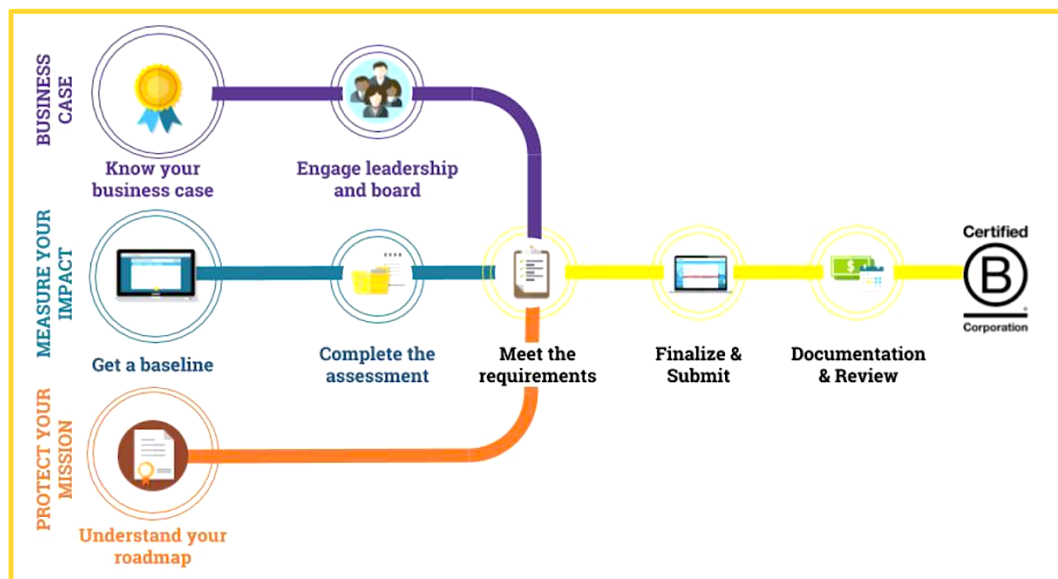 BUSINESS
CASE
Know your
business case
Engage leadership
and board
MEASURE YOUR
IMPACT
Get a baseline
Complete the
assessment
Meet the
requirements
Finalize &
Submit
Documentation
& Review
Certified
B
®
Corporation
PROTECT YOUR
MISSION
Understand your
roadmap
$